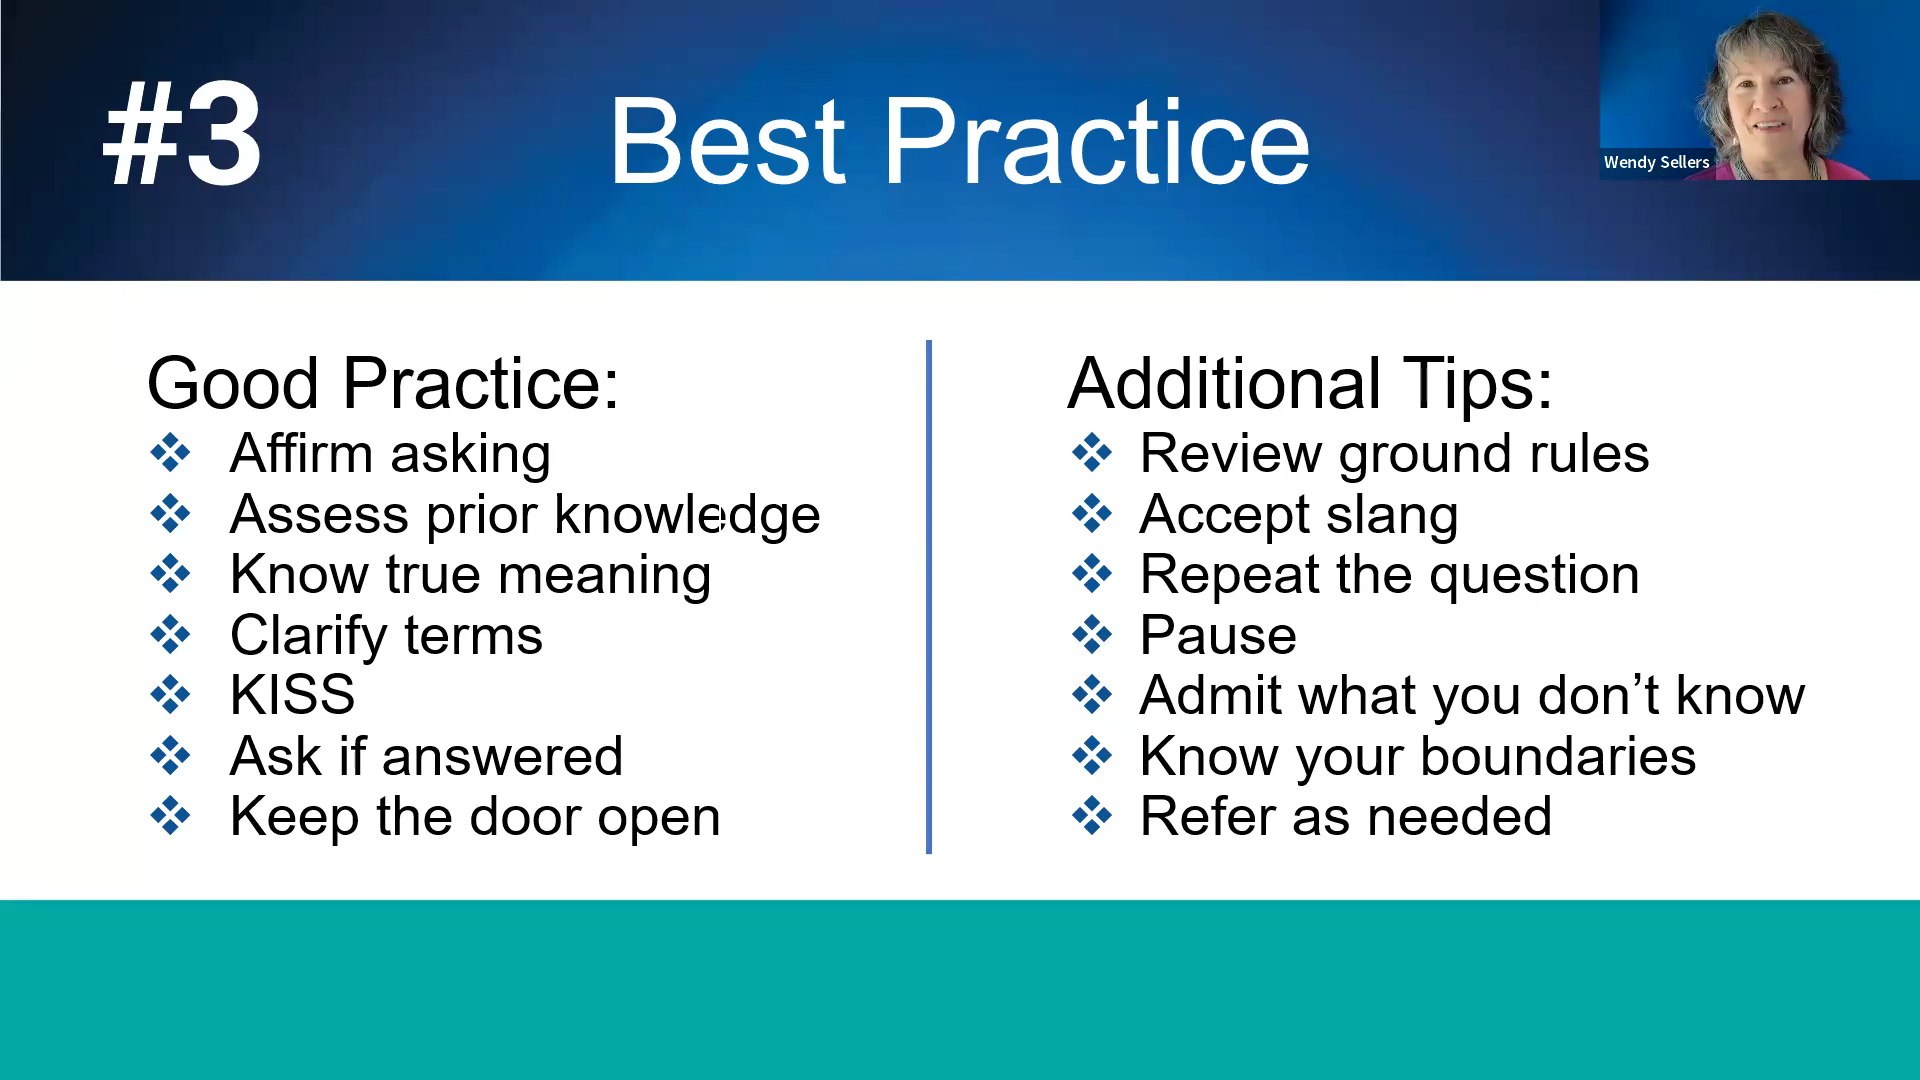 #3
Best Practice
Wendy Sellers
Good Practice:
Affirm asking
Assess prior knowledge
Know true meaning
Clarify terms
KISS
Ask if answered
Keep the door open
Additional Tips:
Review ground rules
Accept slang
Repeat the question
Pause
Admit what you don’t know
Know your boundaries
Refer as needed